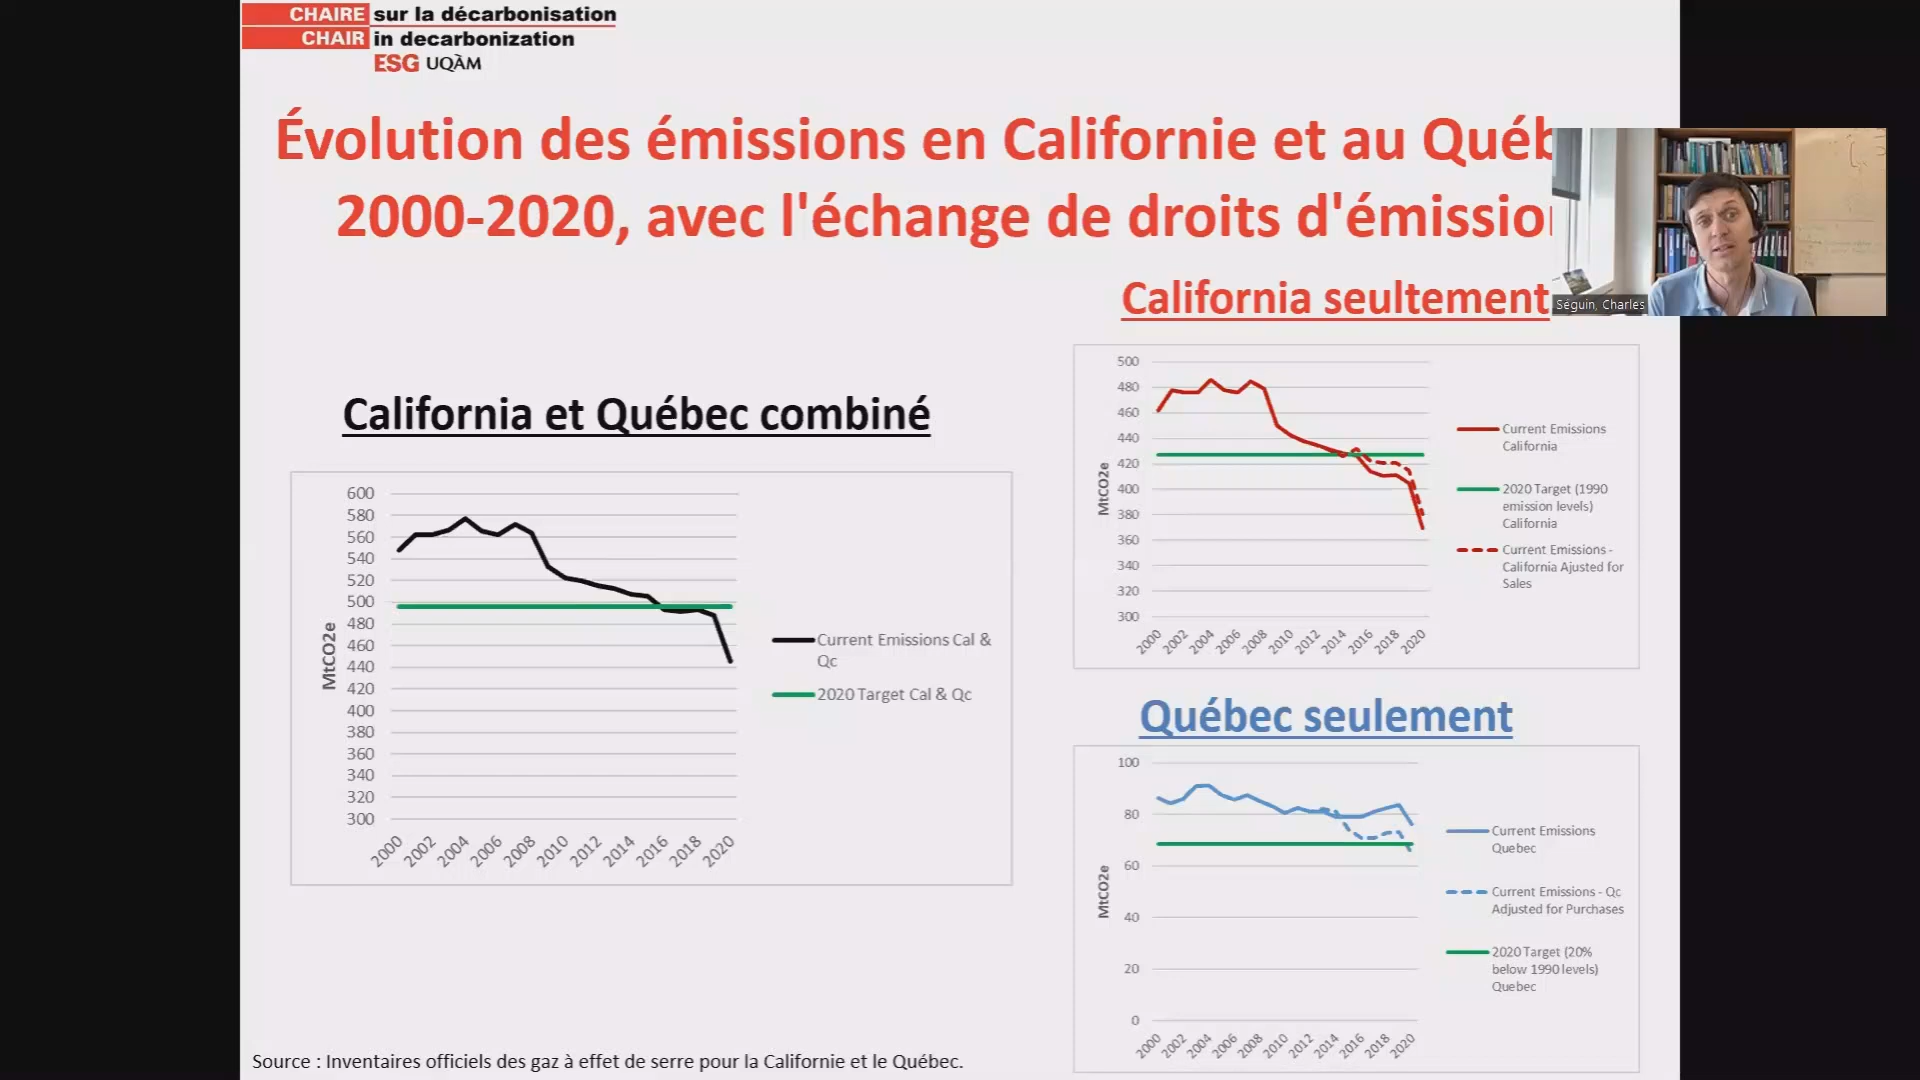 CHAIRE sur la décarbonisation
CHAIR in decarbonization
ESG UQÀM
Évolution des émissions en Californie et au Québ
2000-2020, avec l'échange de droits d'émission
California seultement
Séguin, Charles
California et Québec combiné
600
580
560
540
520
500
480
460
440
420
400
380
360
340
320
300
MtCO2e
2000
2002
2004
2006
2008
2010
2012
2014
2016
2018
2020
Current Emissions Cal &
Qc
2020 Target Cal & Qc
500
480
460
440
420
400
380
360
340
320
300
MtCO2e
2000
2002
2004
2006
2008
2010
2012
2014
2016
2018
2020
Current Emissions
California
2020 Target (1990
emission levels)
California
Current Emissions -
California Ajusted for
Sales
Québec seulement
100
80
60
40
20
0
MtCO2e
2000
2002
2004
2006
2008
2010
2012
2014
2016
2018
2020
Current Emissions
Quebec
Current Emissions - Qc
Adjusted for Purchases
2020 Target (20%
below 1990 levels)
Quebec
Source : Inventaires officiels des gaz à effet de serre pour la Californie et le Québec.